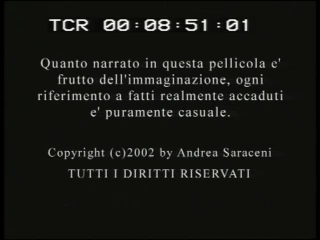 TCR 00:08:51:01
Quanto narrato in questa pellicola e'
frutto dell'immaginazione, ogni
riferimento a fatti realmente accaduti
e' puramente casuale.
Copyright (c)2002 by Andrea Saraceni
TUTTI I DIRITTI RISERVATI